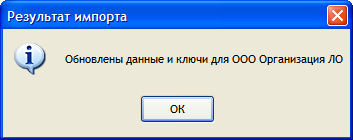 Результат импорта
Обновлены данные и ключи для ООО Организация ЛО
ОК